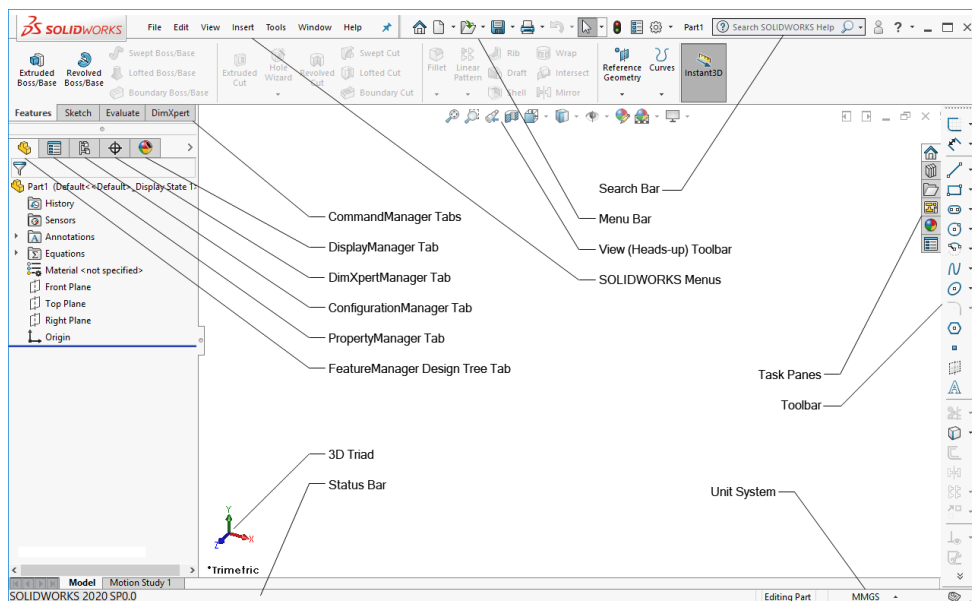 SOLIDWORKS File Edit View Insert Tools Window Help Part1 Search SOLIDWORKS Help ?
Extruded Boss/Base
Revolved Boss/Base
Swept Boss/Base
Lofted Boss/Base
Boundary Boss/Base
Extruded Cut
Hole Wizard
Revolved Cut
Swept Cut
Lofted Cut
Boundary Cut
Fillet
Linear Pattern
Rib
Draft
Shell
Wrap
Intersect
Mirror
Reference Geometry
Curves
Instant3D
Features Sketch Evaluate DimXpert
Part1 (Default<<Default>_Display State 1>
History
Sensors
Annotations
Equations
Material <not specified>
Front Plane
Top Plane
Right Plane
Origin
CommandManager Tabs
DisplayManager Tab
DimXpertManager Tab
ConfigurationManager Tab
PropertyManager Tab
FeatureManager Design Tree Tab
3D Triad
Status Bar
Search Bar
Menu Bar
View (Heads-up) Toolbar
SOLIDWORKS Menus
Task Panes
Toolbar
Unit System
Y
X
Z
*Trimetric
Model Motion Study 1
SOLIDWORKS 2020 SP0.0 Editing Part MMGS